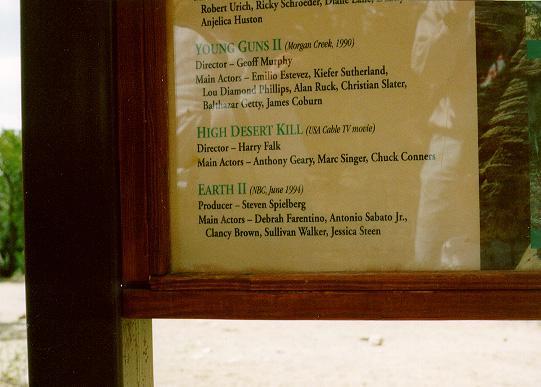 Robert Urich, Ricky Schroeder, Diane Lane,
Anjelica Huston
YOUNG GUNS II (Morgan Creek, 1990)
Director – Geoff Murphy
Main Actors – Emilio Estevez, Kiefer Sutherland,
Lou Diamond Phillips, Alan Ruck, Christian Slater,
Balthazar Getty, James Coburn
HIGH DESERT KILL (USA Cable TV movie)
Director – Harry Falk
Main Actors – Anthony Geary, Marc Singer, Chuck Conners
EARTH II (NBC, June 1994)
Producer – Steven Spielberg
Main Actors – Debrah Farentino, Antonio Sabato Jr.,
Clancy Brown, Sullivan Walker, Jessica Steen